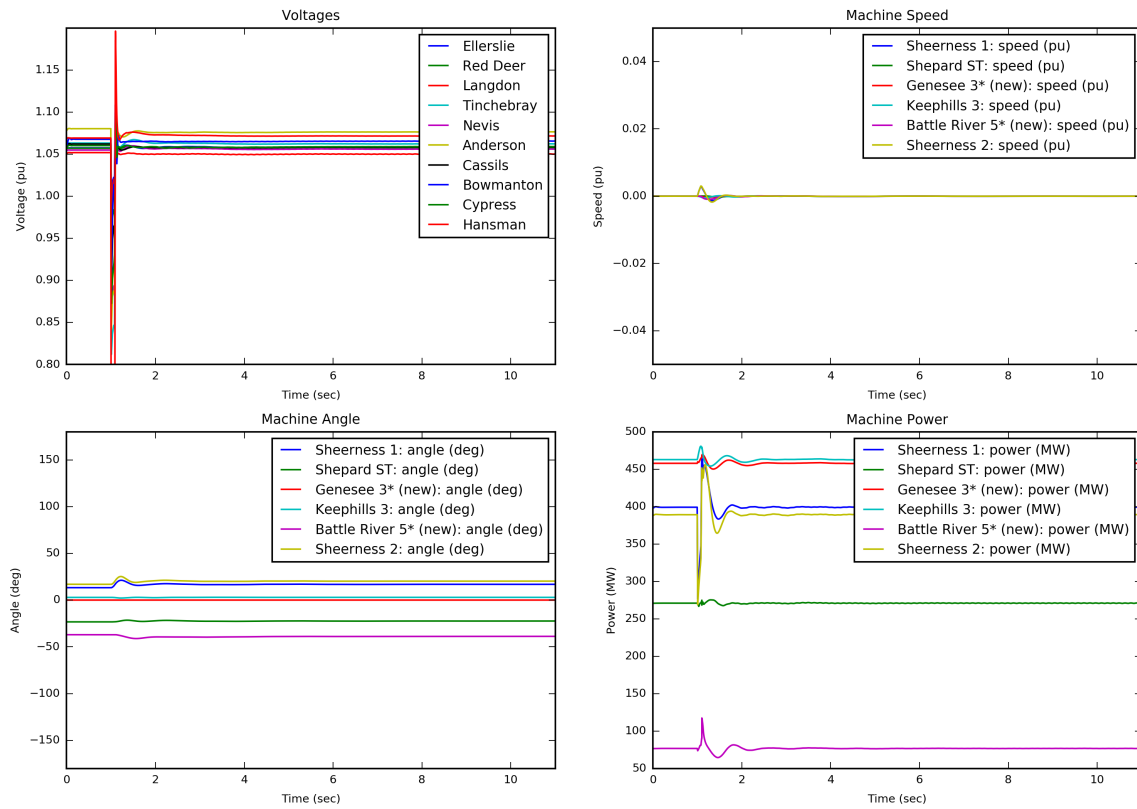 Voltages
1.15
1.10
1.05
1.00
0.95
0.90
0.85
0.80
Voltage (pu)
Ellerslie
Red Deer
Langdon
Tinchebray
Nevis
Anderson
Cassils
Bowmanton
Cypress
Hansman
0 2 4 6 8 10
Time (sec)
Machine Speed
0.04
0.02
0.00
−0.02
−0.04
Speed (pu)
Sheerness 1: speed (pu)
Shepard ST: speed (pu)
Genesee 3* (new): speed (pu)
Keephills 3: speed (pu)
Battle River 5* (new): speed (pu)
Sheerness 2: speed (pu)
0 2 4 6 8 10
Time (sec)
Machine Angle
150
100
50
0
−50
−100
−150
Angle (deg)
Sheerness 1: angle (deg)
Shepard ST: angle (deg)
Genesee 3* (new): angle (deg)
Keephills 3: angle (deg)
Battle River 5* (new): angle (deg)
Sheerness 2: angle (deg)
0 2 4 6 8 10
Time (sec)
Machine Power
500
450
400
350
300
250
200
150
100
50
Power (MW)
Sheerness 1: power (MW)
Shepard ST: power (MW)
Genesee 3* (new): power (MW)
Keephills 3: power (MW)
Battle River 5* (new): power (MW)
Sheerness 2: power (MW)
0 2 4 6 8 10
Time (sec)